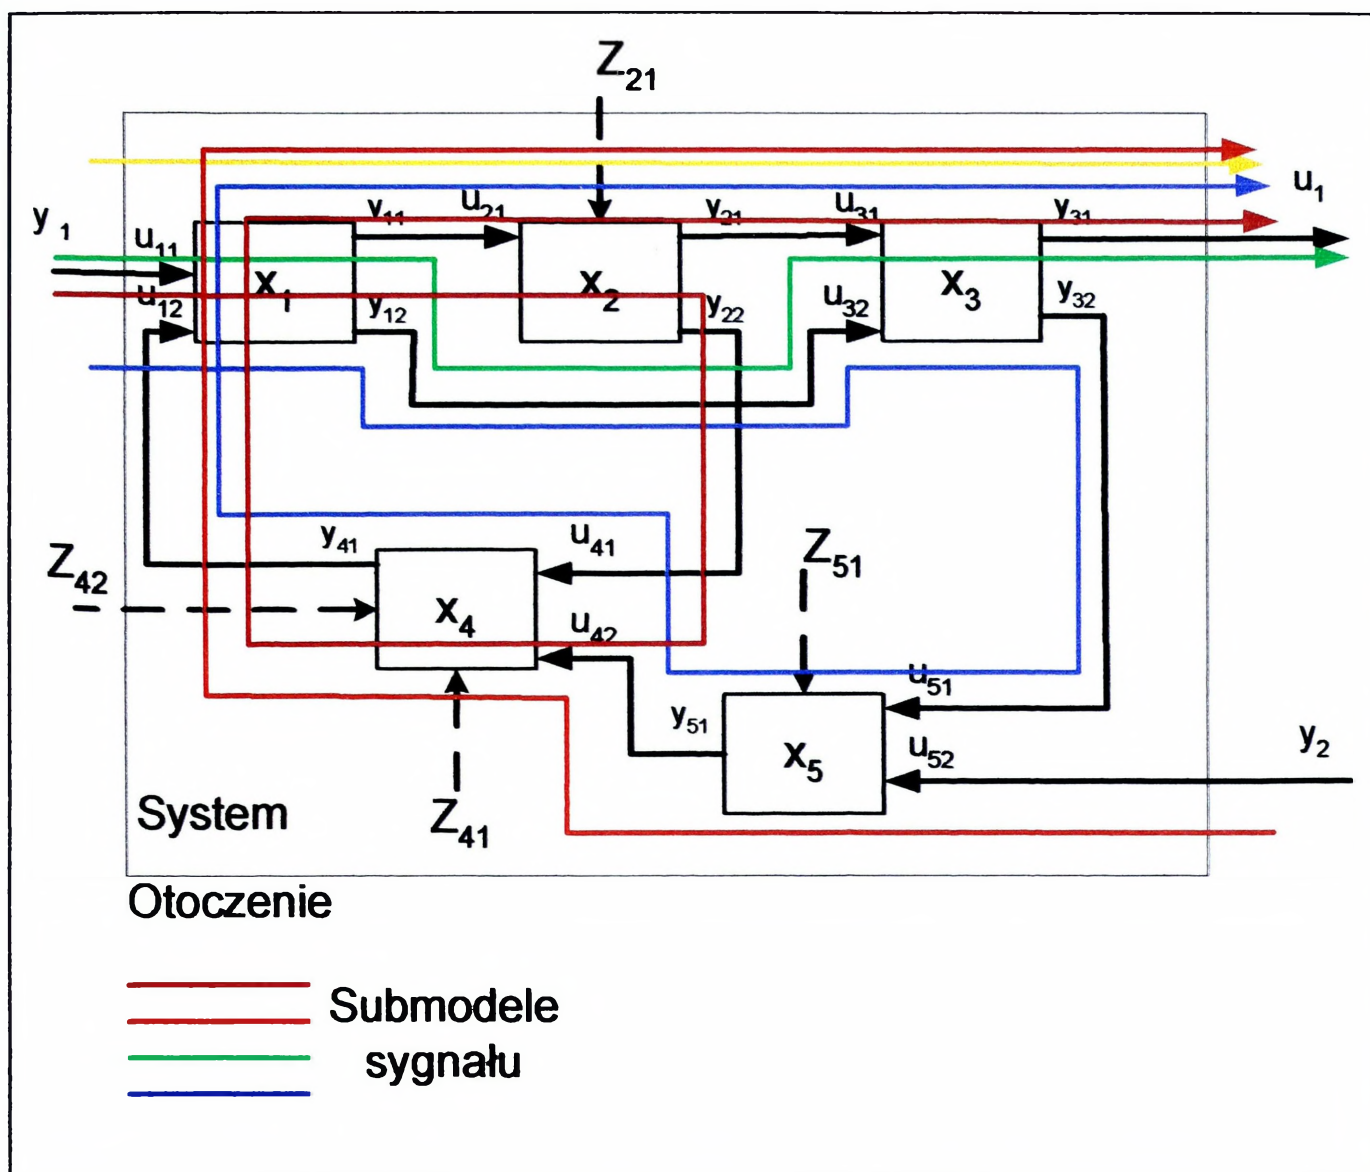 Z₂₁
u₁
y₁
u₁₁
y₁₁
u₂₁
y₂₁
u₃₁
y₃₁
x₁
x₂
x₃
u₁₂
y₁₂
y₂₂
u₃₂
y₃₂
y₄₁
u₄₁
Z₅₁
Z₄₂
x₄
u₄₂
u₅₁
y₅₁
x₅
u₅₂
y₂
System
Z₄₁
Otoczenie
Submodele
sygnału